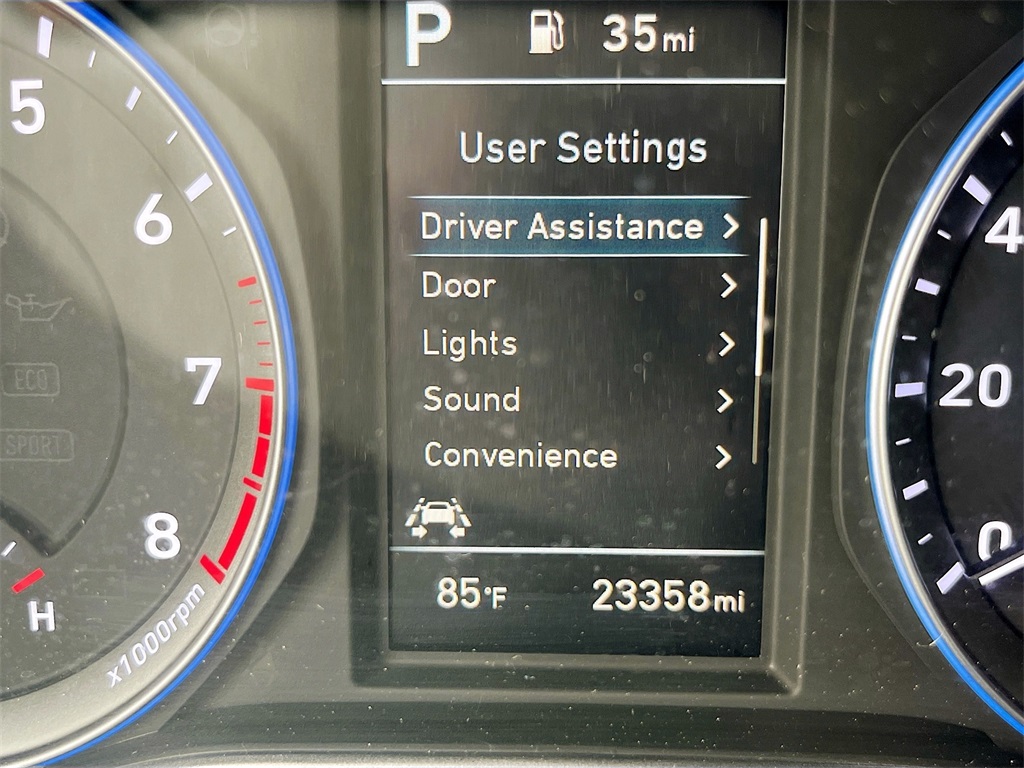 P
35mi
User Settings
Driver Assistance >
Door >
Lights >
Sound >
Convenience >
85°F
23358mi
5
6
7
8
x1000rpm
H
ECO
SPORT
4
20
0